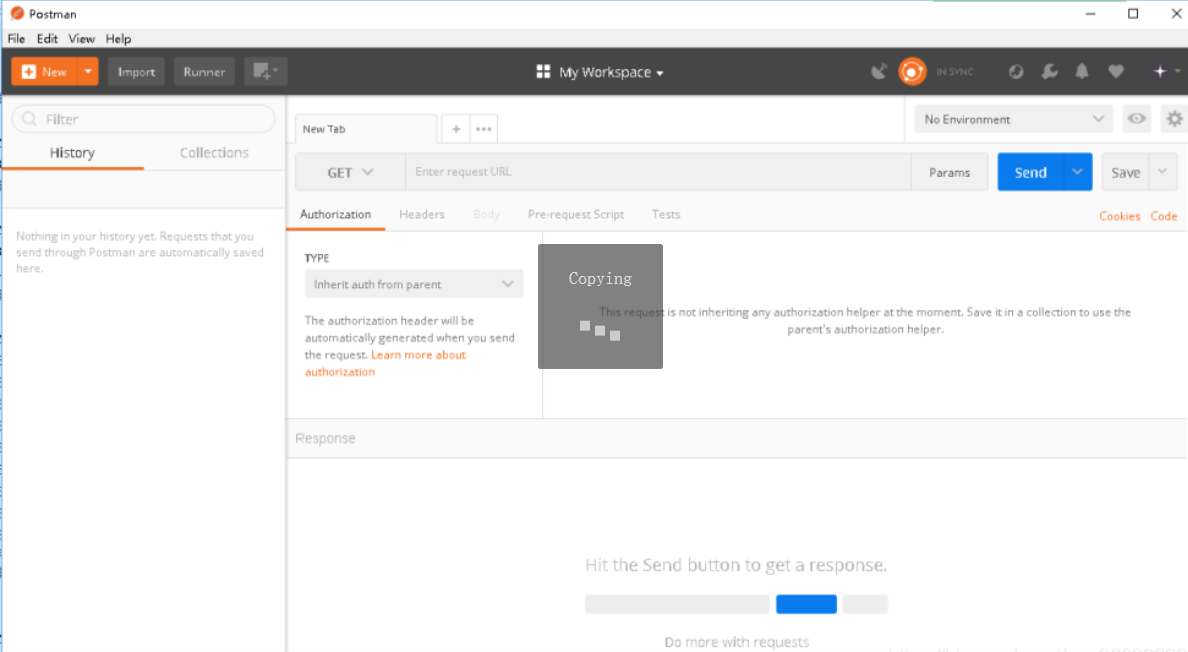 Postman
File Edit View Help
New Import Runner My Workspace IN SYNC
Filter
History Collections
Nothing in your history yet. Requests that you
send through Postman are automatically saved
here.
New Tab + ••• No Environment
GET Enter request URL Params Send Save
Authorization Headers Body Pre-request Script Tests Cookies Code
TYPE
Inherit auth from parent
The authorization header will be
automatically generated when you send
the request. Learn more about
authorization
Copying
This request is not inheriting any authorization helper at the moment. Save it in a collection to use the
parent's authorization helper.
Response
Hit the Send button to get a response.
Do more with requests